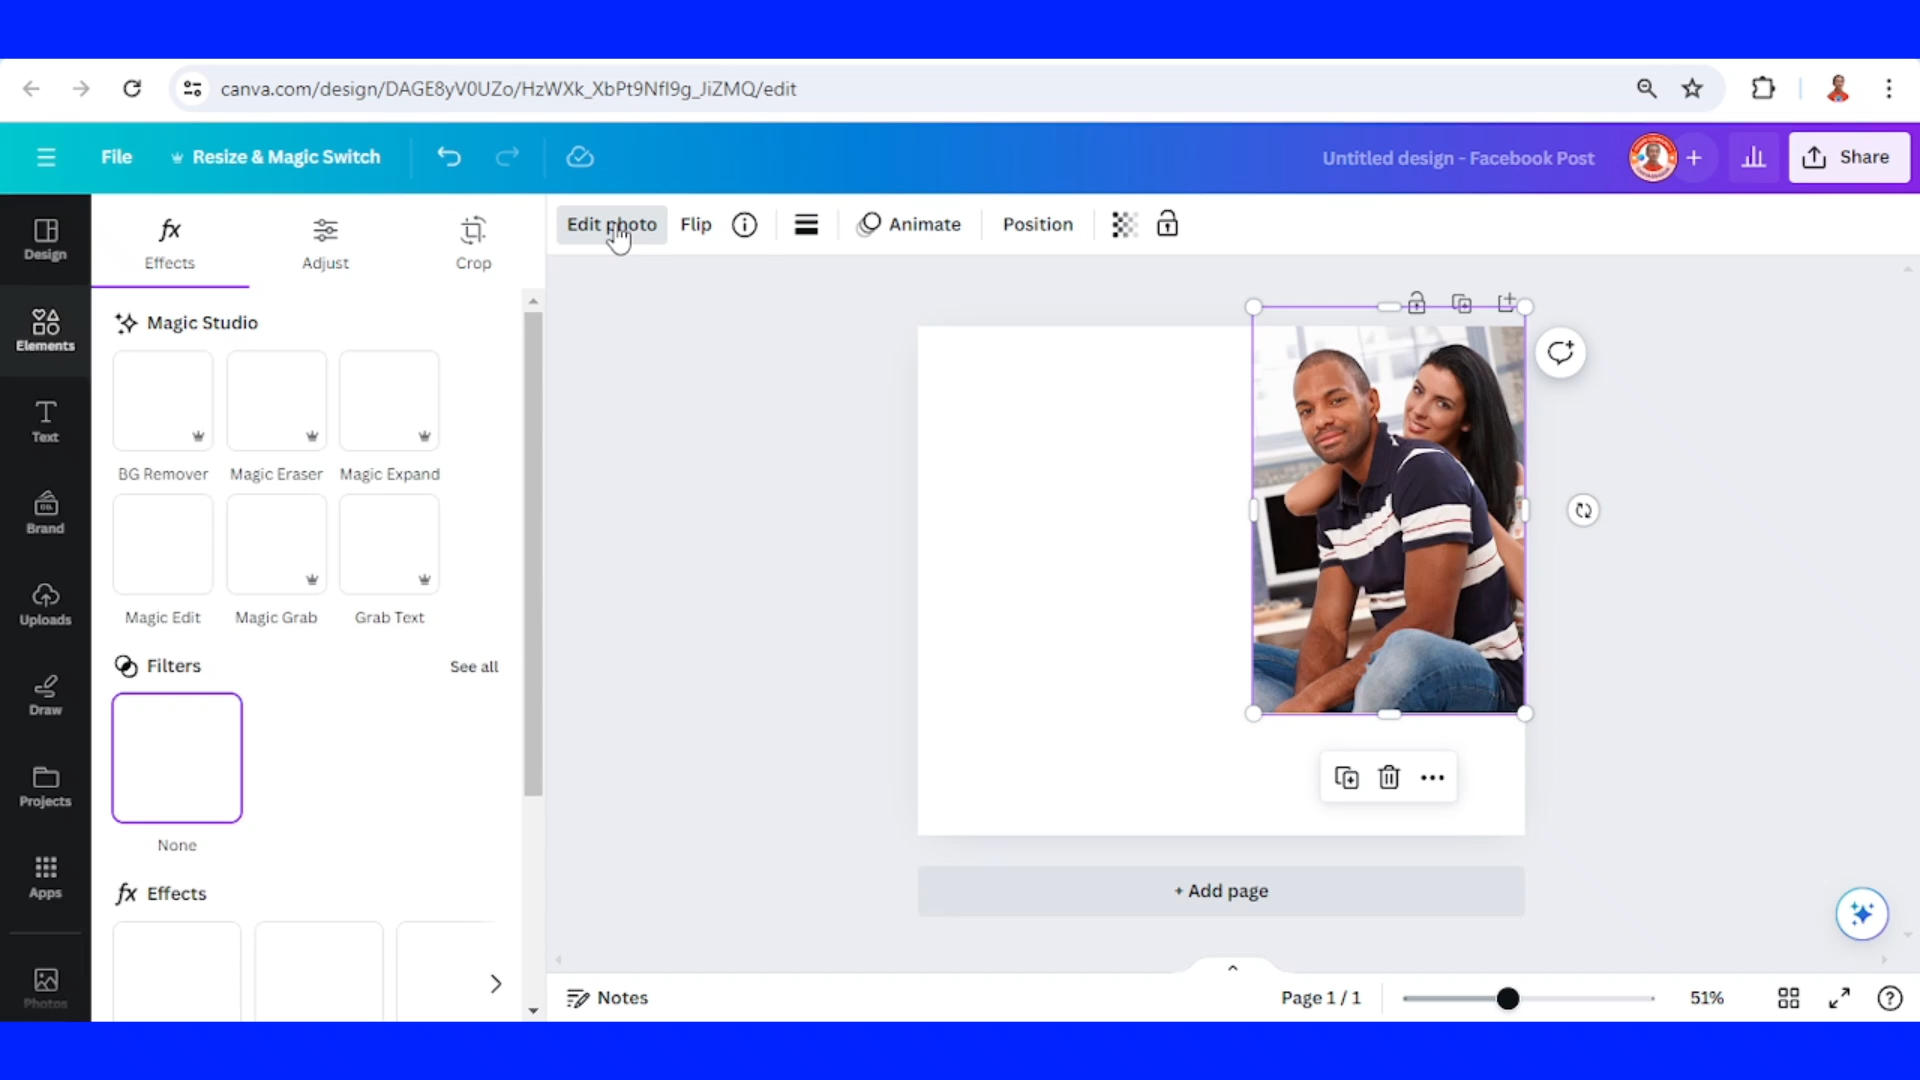 canva.com/design/DAGE8yV0UZo/HzWXk_XbPt9NfI9g_JiZMQ/edit
File
Resize & Magic Switch
Untitled design - Facebook Post
Share
Design
Elements
Text
Brand
Uploads
Draw
Projects
Apps
Photos
Effects
Adjust
Crop
Magic Studio
BG Remover
Magic Eraser
Magic Expand
Magic Edit
Magic Grab
Grab Text
Filters
See all
None
fx Effects
Edit photo
Flip
Animate
Position
+ Add page
Notes
Page 1 / 1
51%